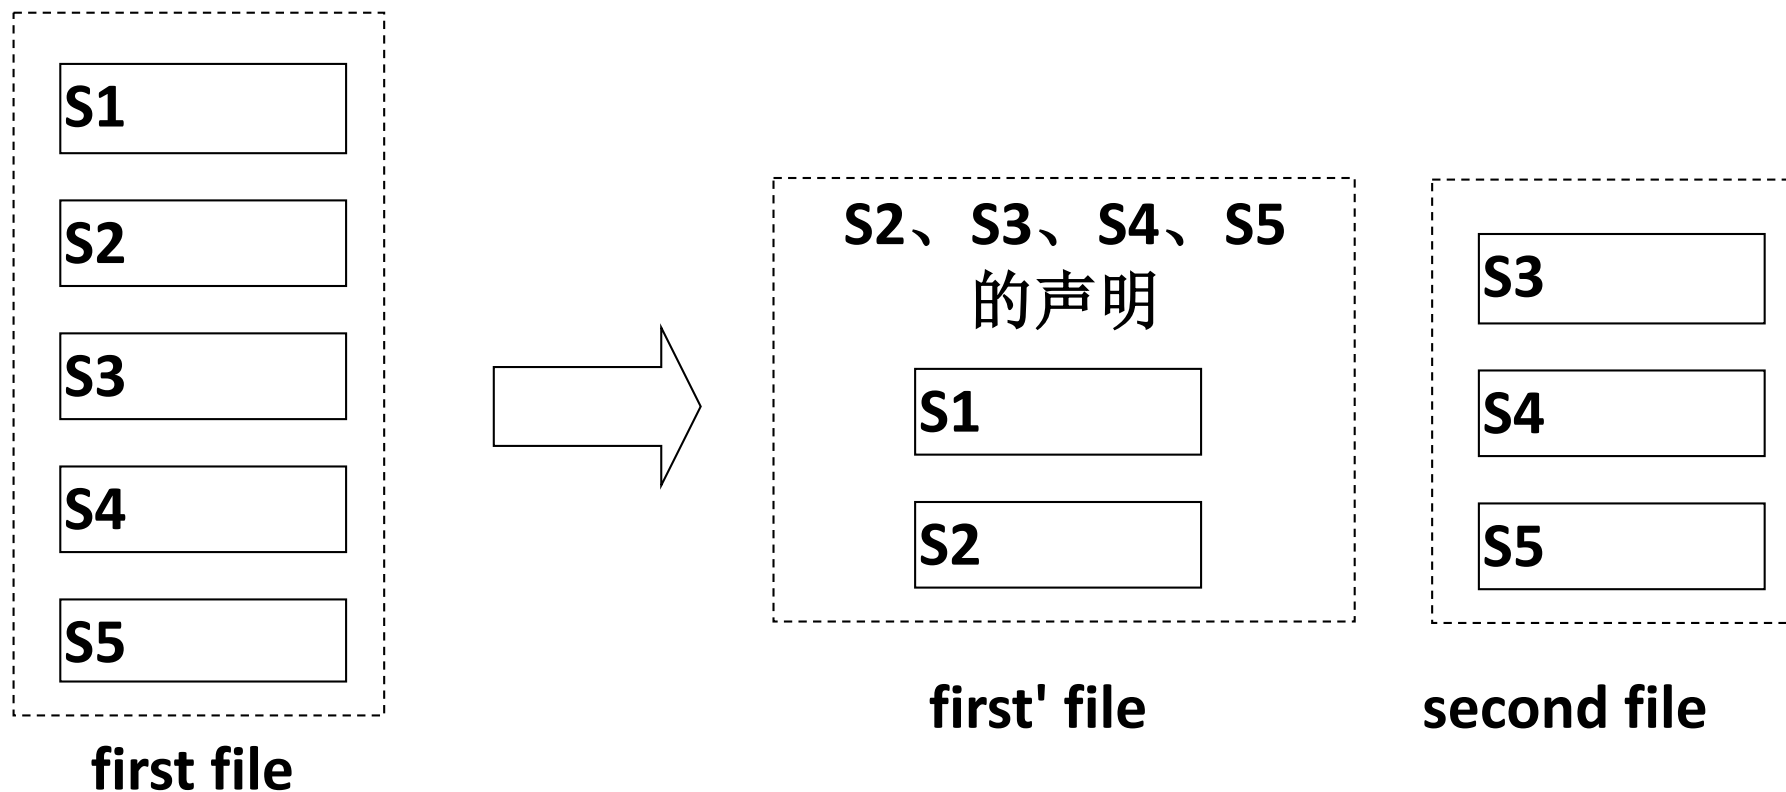 S1
S2
S3
S4
S5
first file
S2、S3、S4、S5
的声明
S1
S2
first' file
S3
S4
S5
second file